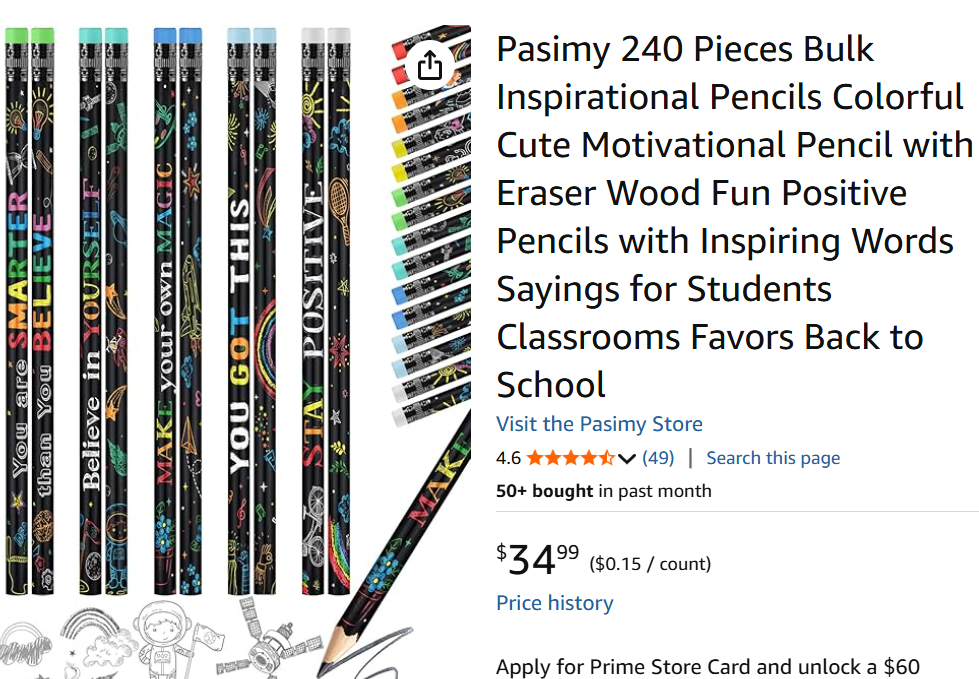 You are SMARTER
than You BELIEVE
Believe in YOURSELF
MAKE your own MAGIC
YOU GOT THIS
STAY POSITIVE
MAKE
Pasimy 240 Pieces Bulk
Inspirational Pencils Colorful
Cute Motivational Pencil with
Eraser Wood Fun Positive
Pencils with Inspiring Words
Sayings for Students
Classrooms Favors Back to
School
Visit the Pasimy Store
4.6 (49) | Search this page
50+ bought in past month
$34.99 ($0.15 / count)
Price history
Apply for Prime Store Card and unlock a $60